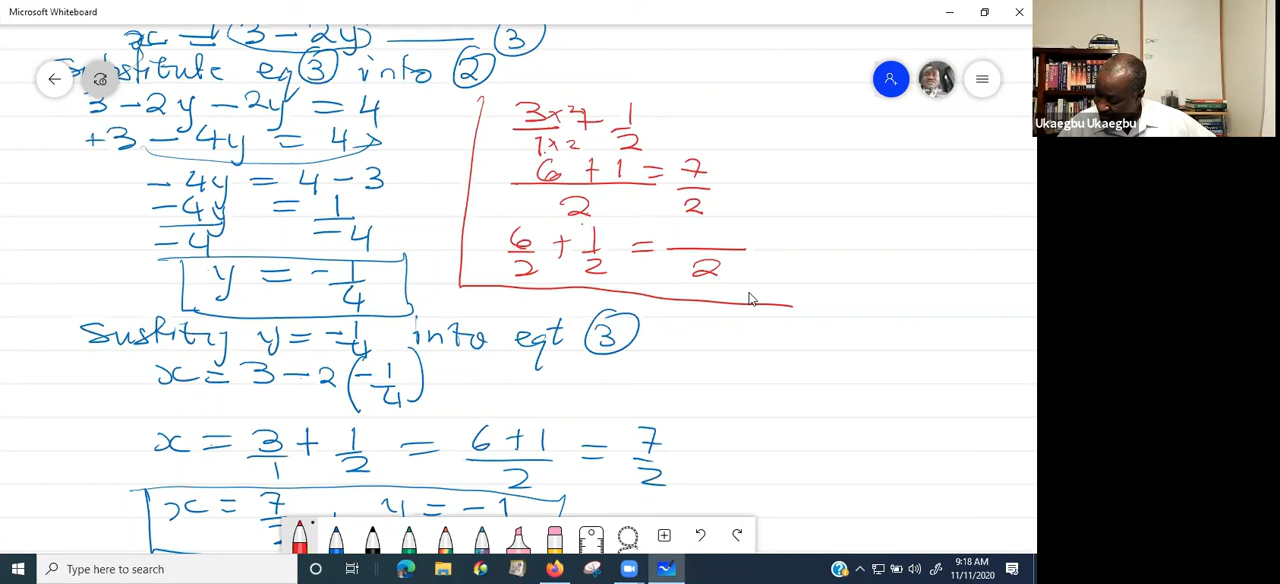 Microsoft Whiteboard
x = (3 - 2y) —— ③
Substitute eq ③ into ②
3 - 2y - 2y = 4
+3 - 4y = 4
-4y = 4 - 3
-4y/-4 = 1/-4
y = -1/4
3×2/1×2 + 1/2
6 + 1/2 = 7/2
6/2 + 1/2 = /2
y = -1/4 into eqt ③
x = 3 - 2(-1/4)
x = 3/1 + 1/2 = 6+1/2 = 7/2
x = 7/ , y = -1
Ukaegbu Ukaegbu
Type here to search
9:18 AM
11/11/2020